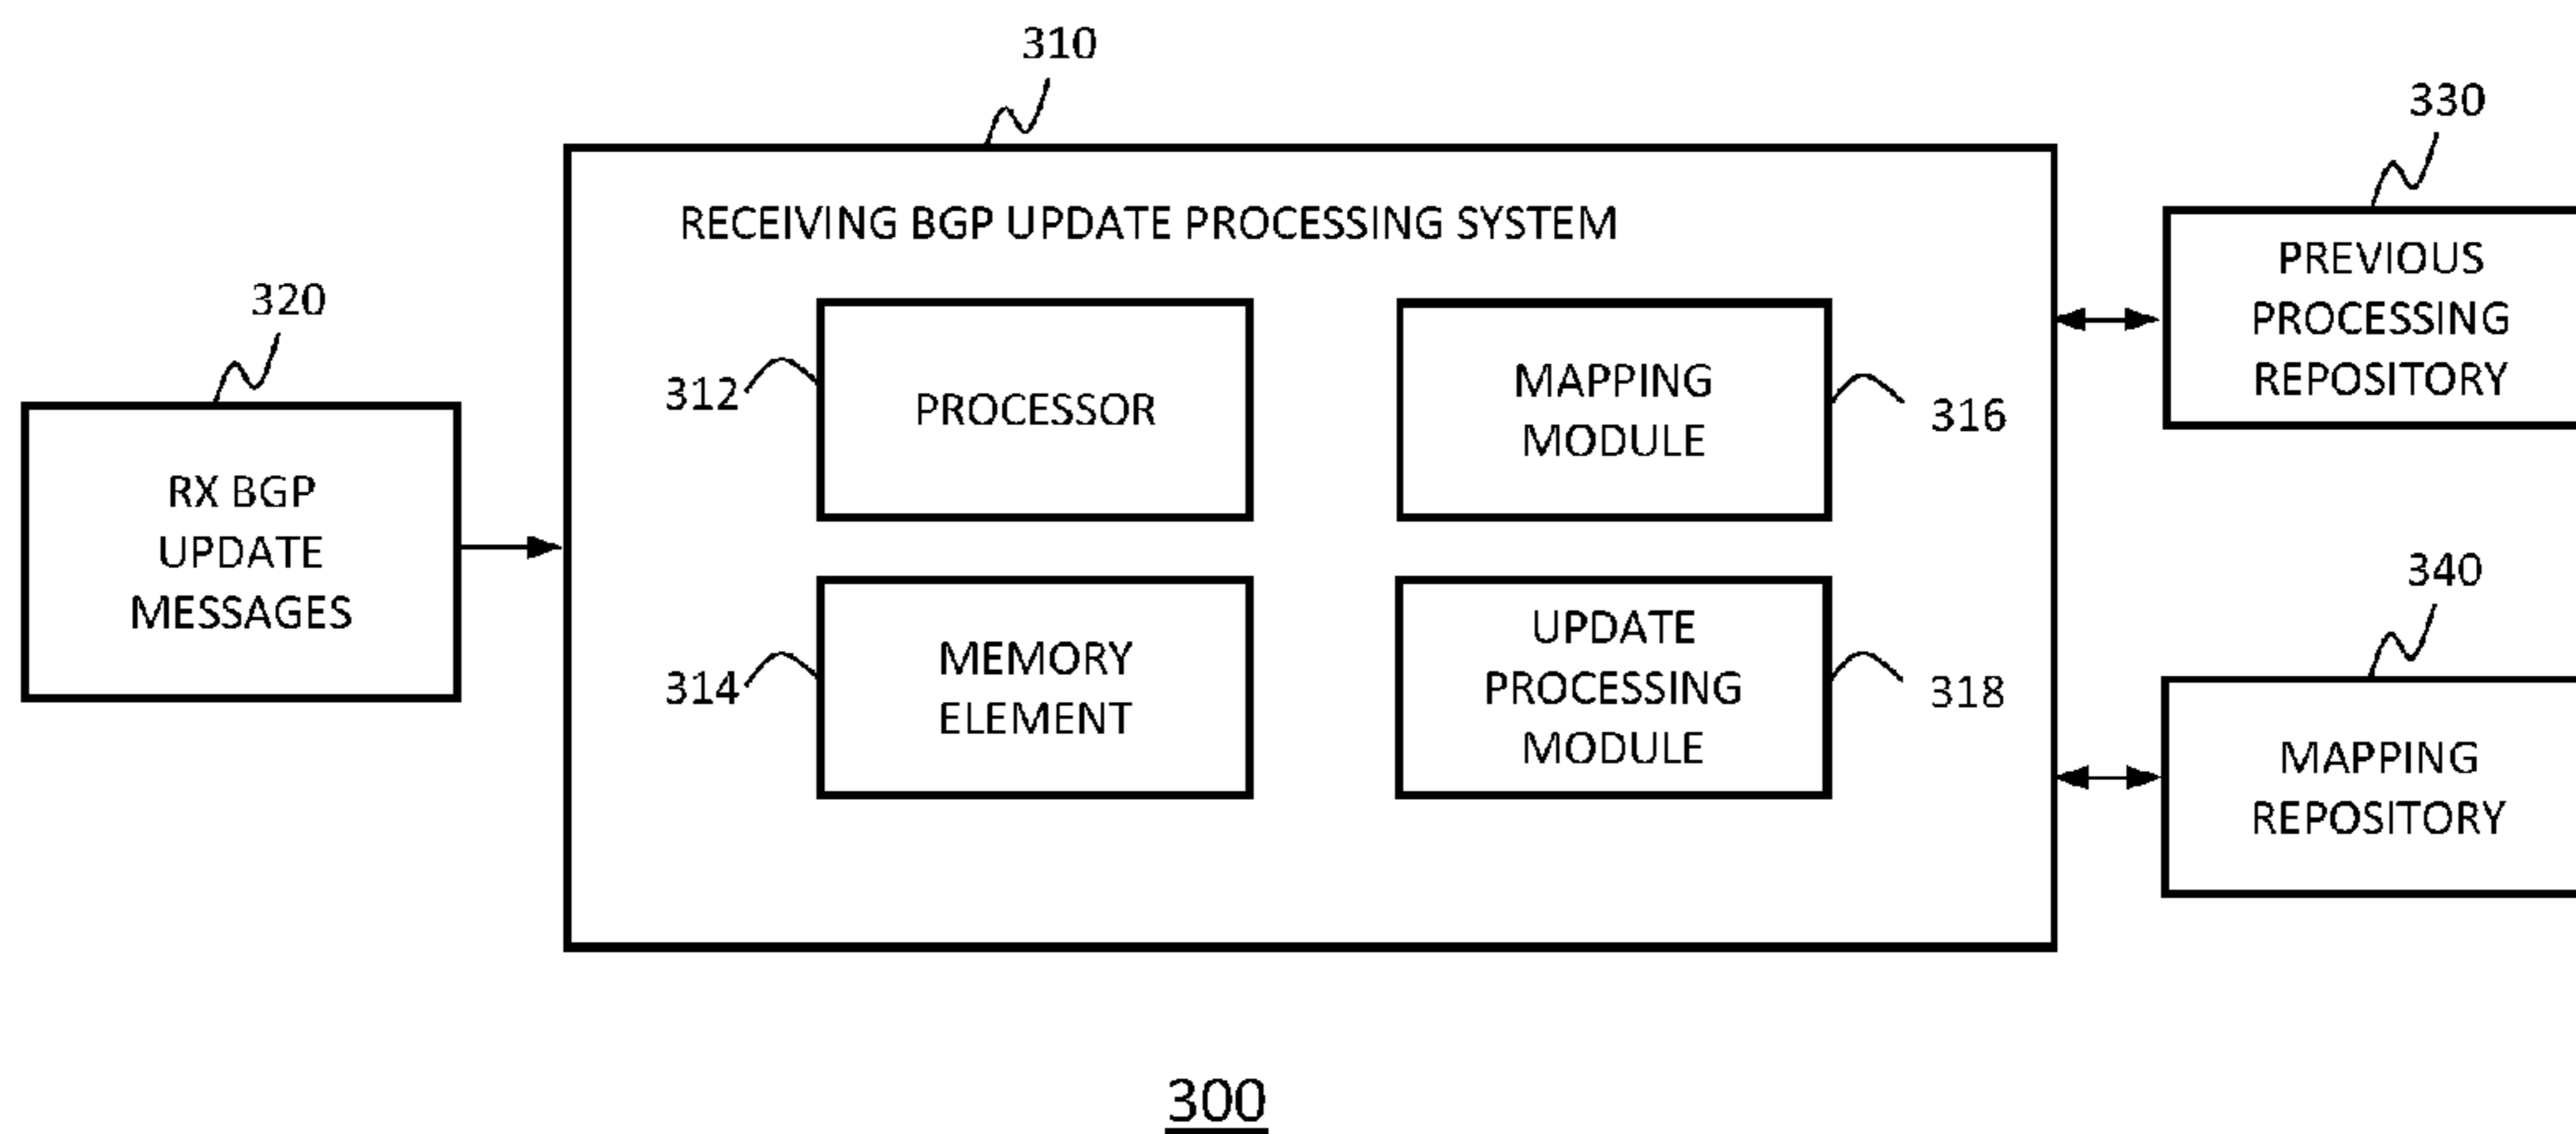 310
330
RECEIVING BGP UPDATE PROCESSING SYSTEM
PREVIOUS
PROCESSING
REPOSITORY
320
312
PROCESSOR
MAPPING
MODULE
316
RX BGP
UPDATE
MESSAGES
340
314
MEMORY
ELEMENT
UPDATE
PROCESSING
MODULE
318
MAPPING
REPOSITORY
300